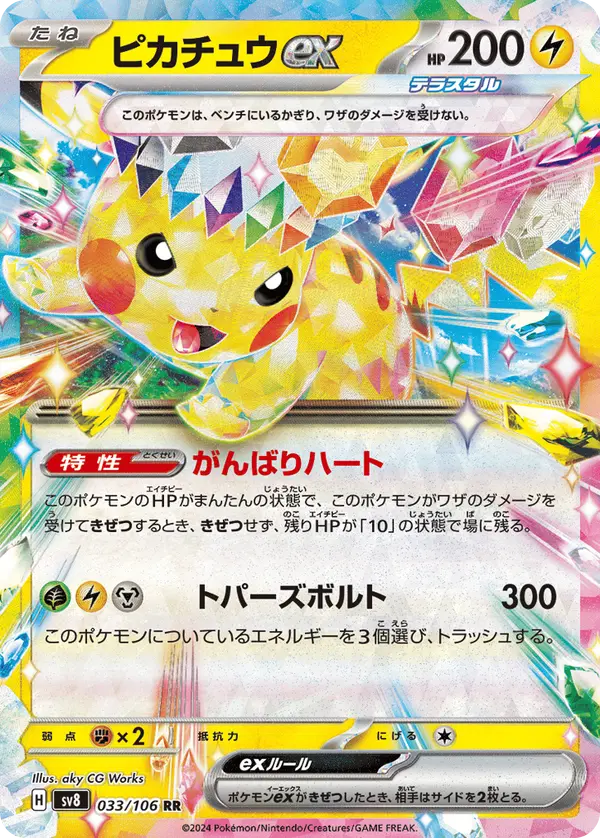 たね ピカチュウex HP200
テラスタル
このポケモンは、ベンチにいるかぎり、ワザのダメージを受けない。
特性 がんばりハート
このポケモンのHPがまんたんの状態で、このポケモンがワザのダメージを
受けてきぜつするとき、きぜつせず、残りHPが「10」の状態で場に残る。
トパーズボルト 300
このポケモンについているエネルギーを3個選び、トラッシュする。
弱点 ×2 抵抗力 にげる
exルール
ポケモンexがきぜつしたとき、相手はサイドを2枚とる。
Illus. aky CG Works
H sv8 033/106 RR
©2024 Pokémon/Nintendo/Creatures/GAME FREAK.